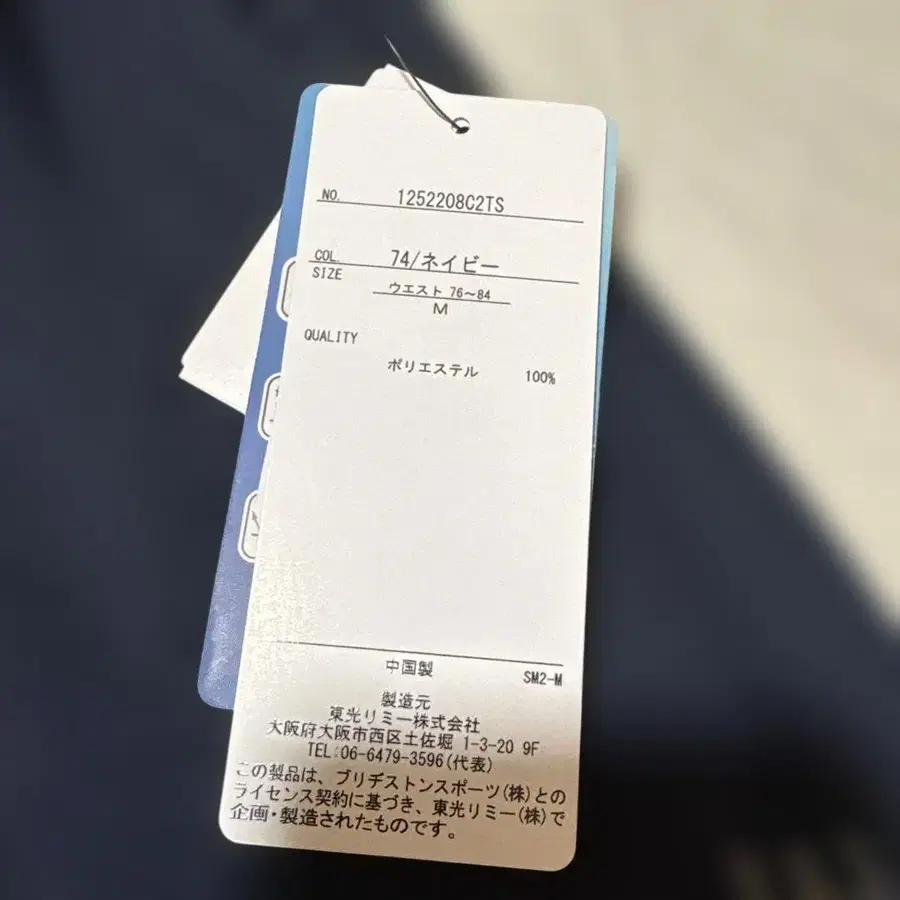 NO. 1252208C2TS
COL. 74/ネイビー
SIZE ウエスト 76～84
M
QUALITY
ポリエステル 100%
中国製 SM2-M
製造元
東光リミー株式会社
大阪府大阪市西区土佐堀 1-3-20 9F
TEL:06-6479-3596(代表)
この製品は、ブリヂストンスポーツ(株)との
ライセンス契約に基づき、東光リミー(株)で
企画・製造されたものです。